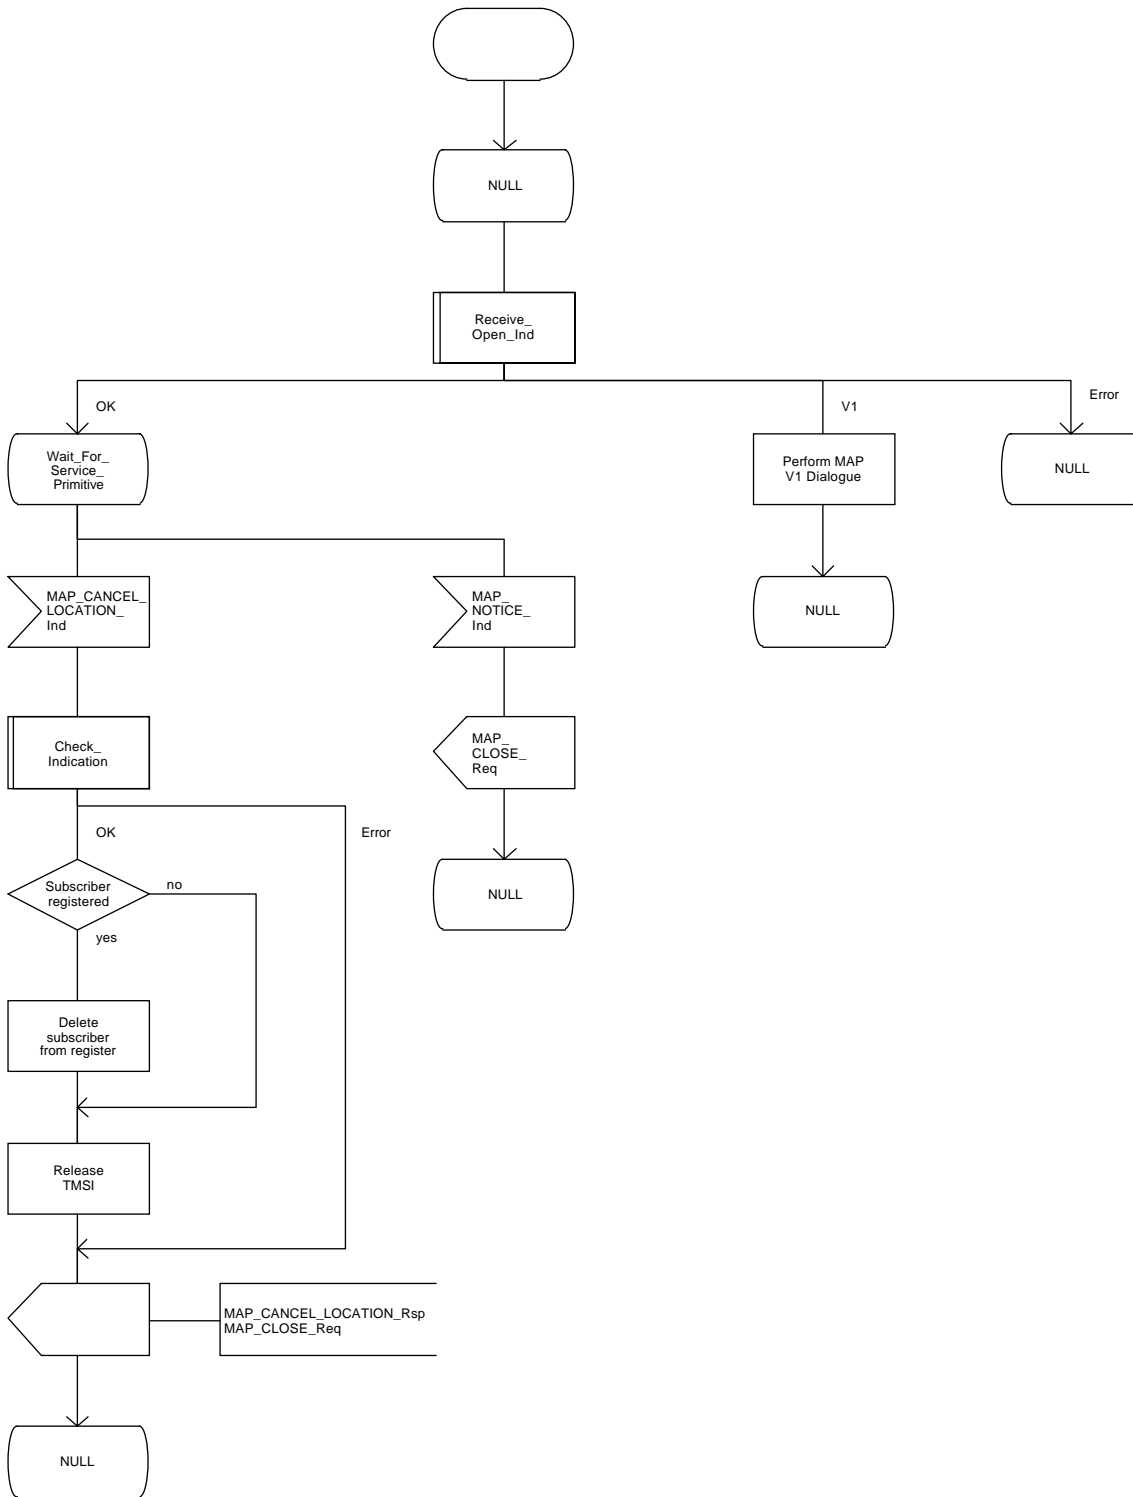 NULL
Receive_
Open_Ind
OK
V1
Error
Wait_For_
Service_
Primitive
Perform MAP
V1 Dialogue
NULL
MAP_CANCEL_
LOCATION_
Ind
MAP_
NOTICE_
Ind
NULL
Check_
Indication
MAP_
CLOSE_
Req
OK
Error
Subscriber
registered
no
yes
NULL
Delete
subscriber
from register
Release
TMSI
MAP_CANCEL_LOCATION_Rsp
MAP_CLOSE_Req
NULL